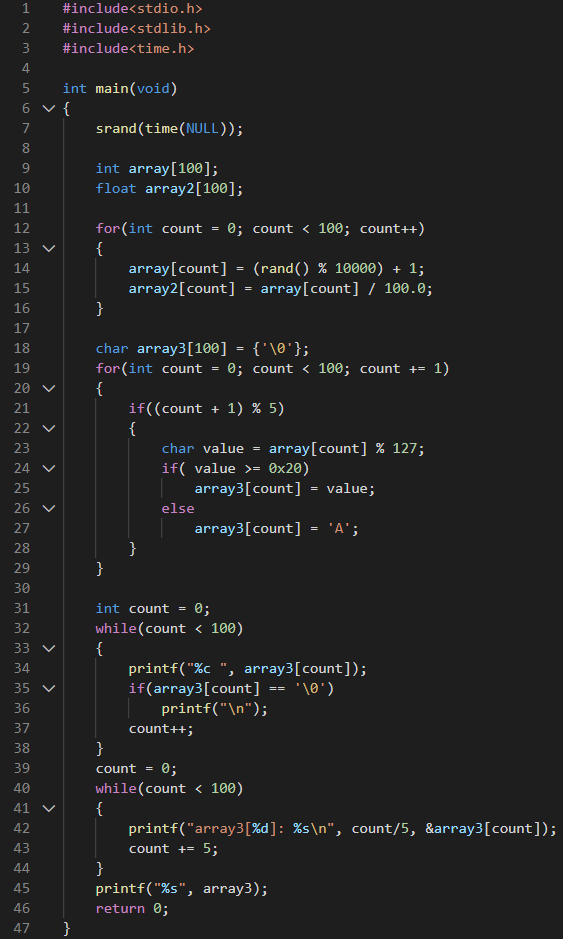 1 #include<stdio.h>
2 #include<stdlib.h>
3 #include<time.h>
4
5 int main(void)
6 {
7     srand(time(NULL));
8
9     int array[100];
10     float array2[100];
11
12     for(int count = 0; count < 100; count++)
13     {
14         array[count] = (rand() % 10000) + 1;
15         array2[count] = array[count] / 100.0;
16     }
17
18     char array3[100] = {'\0'};
19     for(int count = 0; count < 100; count += 1)
20     {
21         if((count + 1) % 5)
22         {
23             char value = array[count] % 127;
24             if( value >= 0x20)
25                 array3[count] = value;
26             else
27                 array3[count] = 'A';
28         }
29     }
30
31     int count = 0;
32     while(count < 100)
33     {
34         printf("%c ", array3[count]);
35         if(array3[count] == '\0')
36             printf("\n");
37         count++;
38     }
39     count = 0;
40     while(count < 100)
41     {
42         printf("array3[%d]: %s\n", count/5, &array3[count]);
43         count += 5;
44     }
45     printf("%s", array3);
46     return 0;
47 }